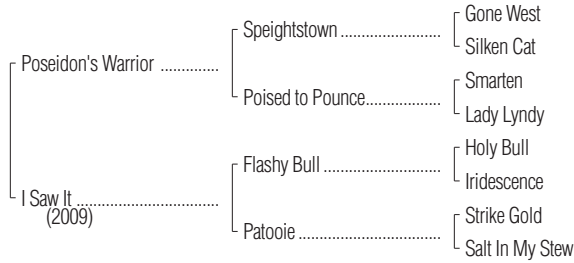 Gone West
Speightstown
Silken Cat
Poseidon's Warrior
Smarten
Poised to Pounce
Lady Lyndy
Holy Bull
Flashy Bull
Iridescence
I Saw It
(2009)
Strike Gold
Patooie
Salt In My Stew